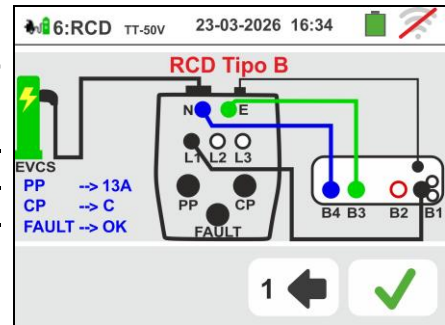 6:RCD TT-50V 23-03-2026 16:34
RCD Tipo B
N E
L1 L2 L3
EVCS
PP --> 13A
CP --> C
FAULT --> OK
PP CP
FAULT
B4 B3 B2 B1
1